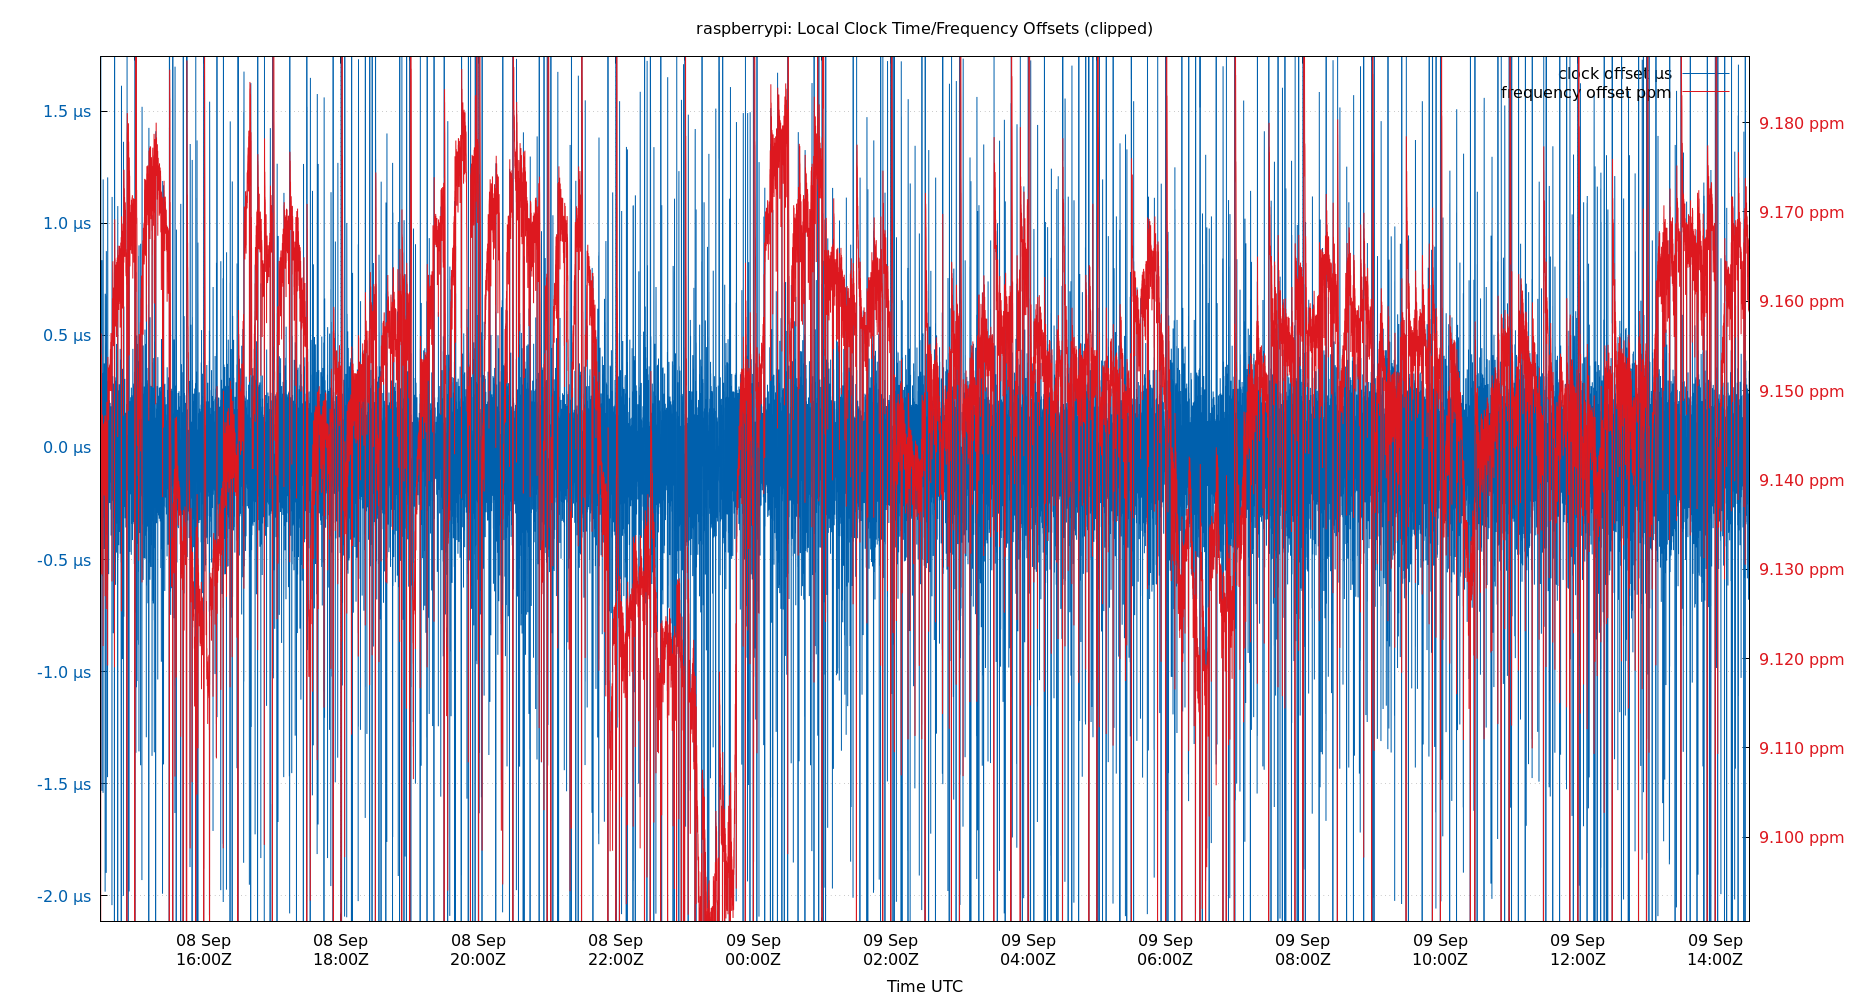 raspberrypi: Local Clock Time/Frequency Offsets (clipped)
clock offset µs
frequency offset ppm
1.5 µs
1.0 µs
0.5 µs
0.0 µs
-0.5 µs
-1.0 µs
-1.5 µs
-2.0 µs
9.180 ppm
9.170 ppm
9.160 ppm
9.150 ppm
9.140 ppm
9.130 ppm
9.120 ppm
9.110 ppm
9.100 ppm
08 Sep 08 Sep 08 Sep 08 Sep 09 Sep 09 Sep 09 Sep 09 Sep 09 Sep 09 Sep 09 Sep 09 Sep
16:00Z 18:00Z 20:00Z 22:00Z 00:00Z 02:00Z 04:00Z 06:00Z 08:00Z 10:00Z 12:00Z 14:00Z
Time UTC